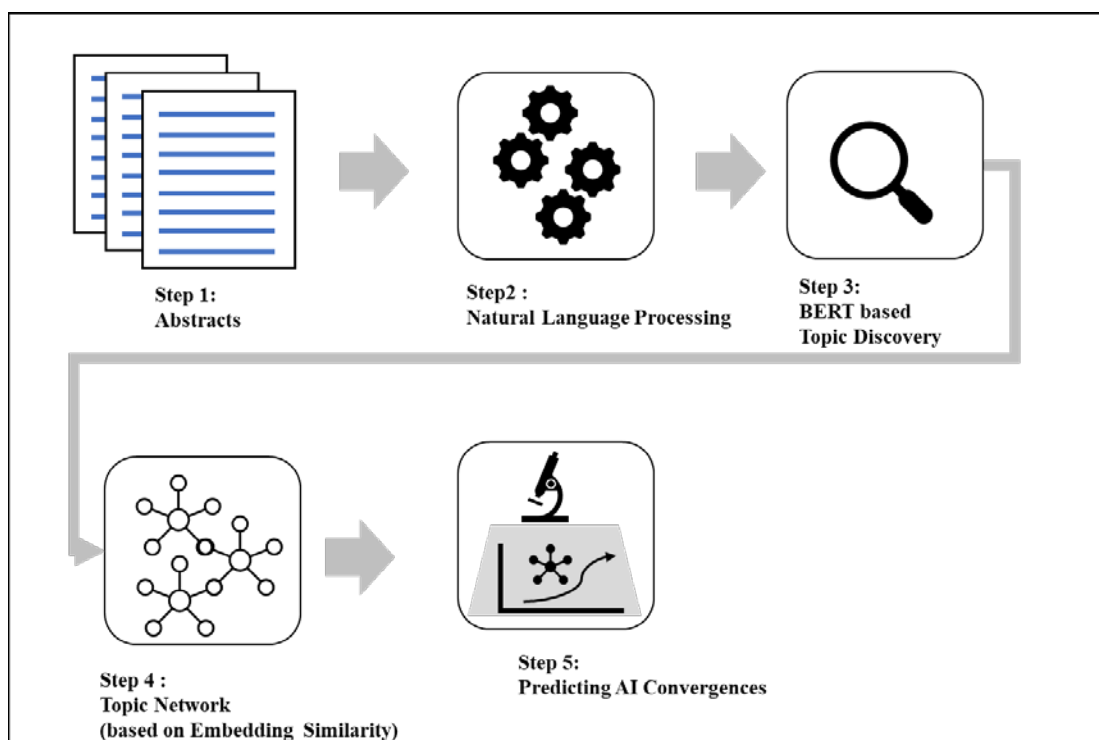 Step 1:
Abstracts
Step2 :
Natural Language Processing
Step 3:
BERT based
Topic Discovery
Step 4 :
Topic Network
(based on Embedding Similarity)
Step 5:
Predicting AI Convergences